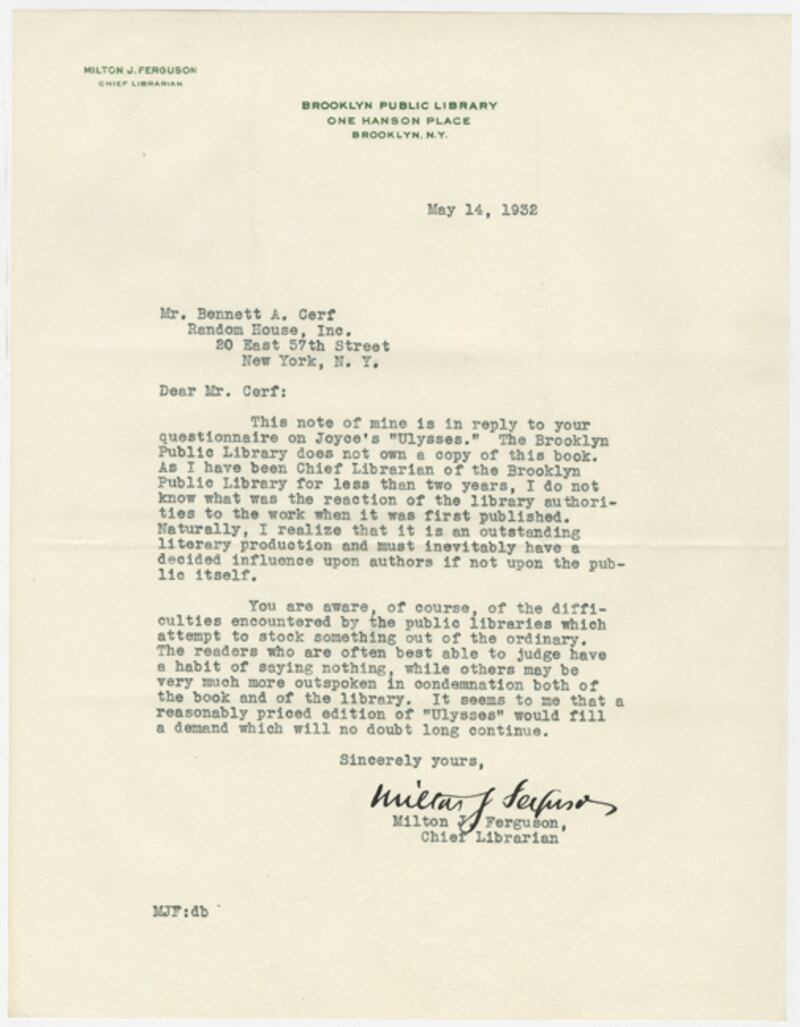 MILTON J. FERGUSON
CHIEF LIBRARIAN
BROOKLYN PUBLIC LIBRARY
ONE HANSON PLACE
BROOKLYN, N.Y.
May 14, 1932
Mr. Bennett A. Cerf
Random House, Inc.
20 East 57th Street
New York, N. Y.
Dear Mr. Cerf:
This note of mine is in reply to your
questionnaire on Joyce's "Ulysses." The Brooklyn
Public Library does not own a copy of this book.
As I have been Chief Librarian of the Brooklyn
Public Library for less than two years, I do not
know what was the reaction of the library authori-
ties to the work when it was first published.
Naturally, I realize that it is an outstanding
literary production and must inevitably have a
decided influence upon authors if not upon the pub-
lic itself.
You are aware, of course, of the diffi-
culties encountered by the public libraries which
attempt to stock something out of the ordinary.
The readers who are often best able to judge have
a habit of saying nothing, while others may be
very much more outspoken in condemnation both of
the book and of the library. It seems to me that a
reasonably priced edition of "Ulysses" would fill
a demand which will no doubt long continue.
Sincerely yours,
Milton J Ferguson
Milton J. Ferguson,
Chief Librarian
MJF:db